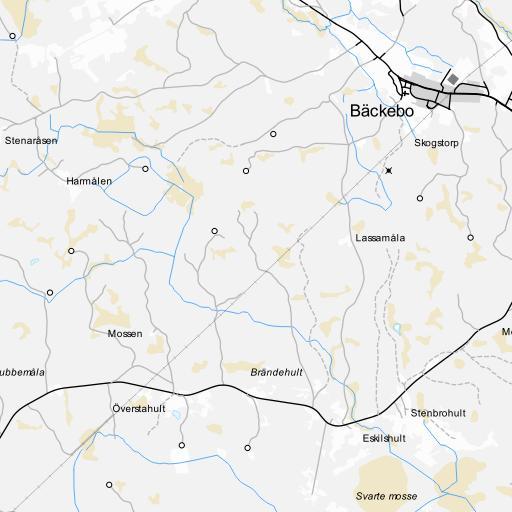 Bäckebo
Stenaråsen
Skogstorp
Harmålen
Lassamåla
Mossen
Brändehult
Överstahult
Stenbrohult
Eskilshult
Svarte mosse